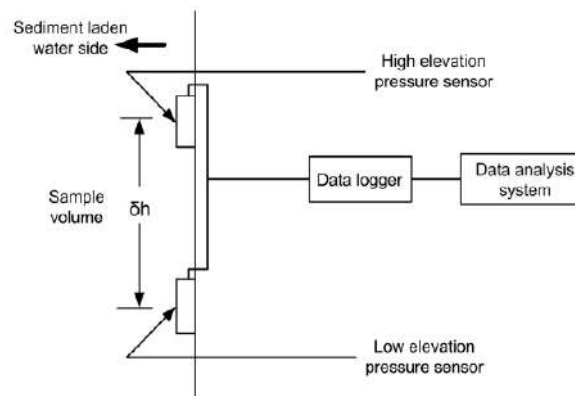 Sediment laden
water side
High elevation
pressure sensor
Data logger
Data analysis
system
Sample
volume
δh
Low elevation
pressure sensor